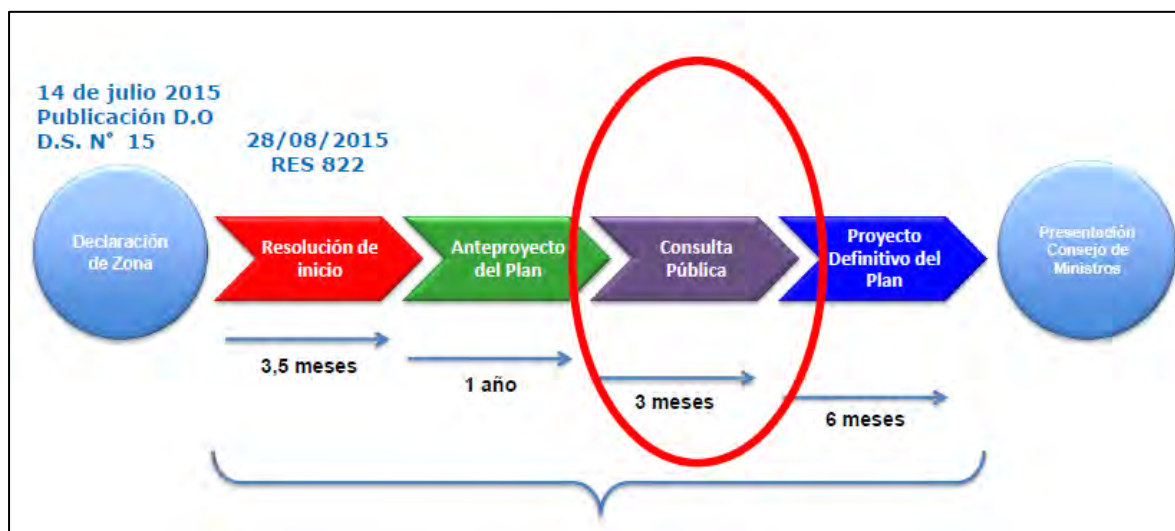 14 de julio 2015
Publicación D.O
D.S. N° 15
28/08/2015
RES 822
Declaración
de Zona
Resolución de
inicio
Anteproyecto
del Plan
Consulta
Pública
Proyecto
Definitivo del
Plan
Presentación
Consejo de
Ministros
3,5 meses
1 año
3 meses
6 meses